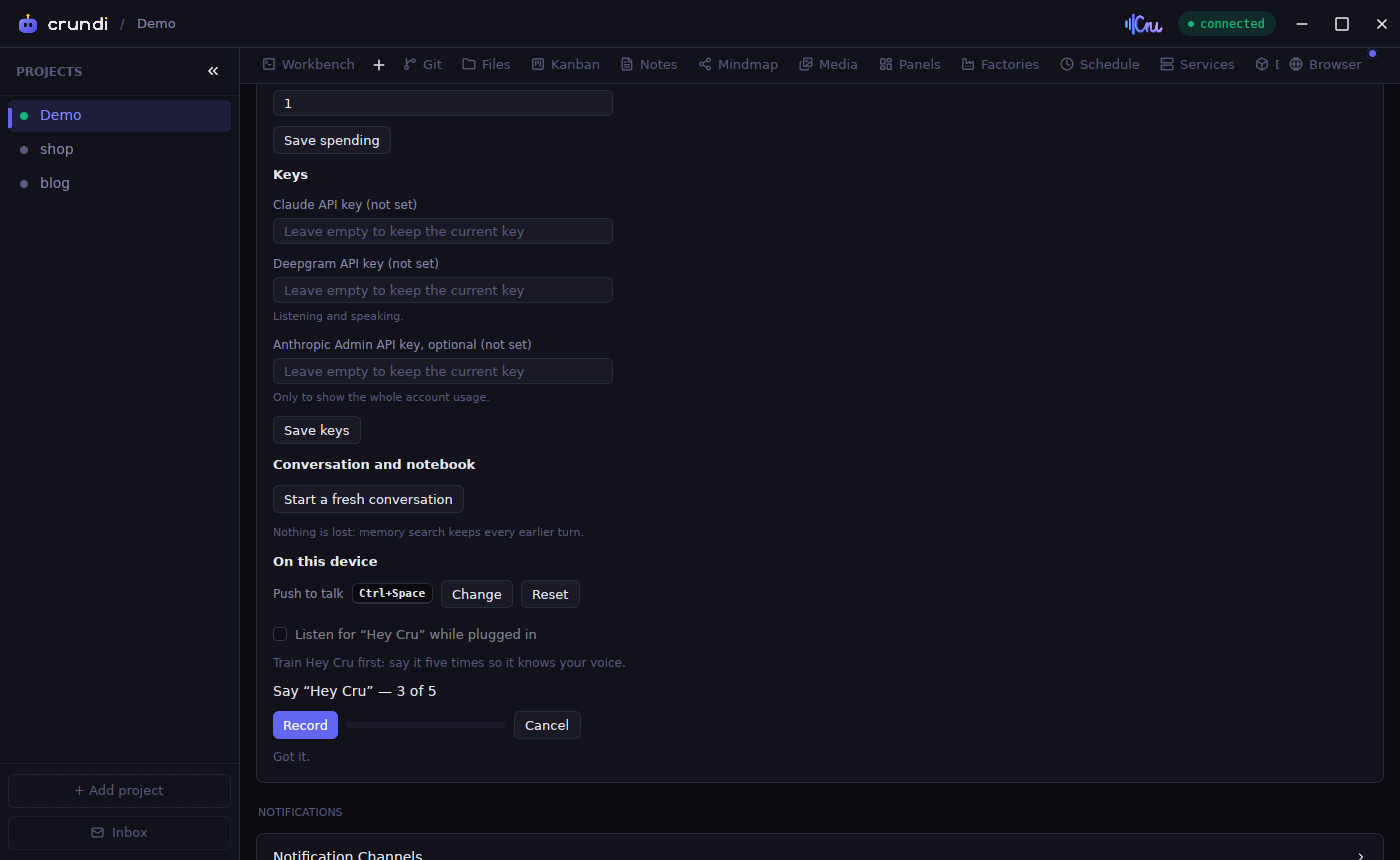 crundi / Demo
Cru
connected
PROJECTS
Workbench
Git
Files
Kanban
Notes
Mindmap
Media
Panels
Factories
Schedule
Services
Browser
Demo
shop
blog
+ Add project
Inbox
1
Save spending
Keys
Claude API key (not set)
Leave empty to keep the current key
Deepgram API key (not set)
Leave empty to keep the current key
Listening and speaking.
Anthropic Admin API key, optional (not set)
Leave empty to keep the current key
Only to show the whole account usage.
Save keys
Conversation and notebook
Start a fresh conversation
Nothing is lost: memory search keeps every earlier turn.
On this device
Push to talk Ctrl+Space Change Reset
Listen for “Hey Cru” while plugged in
Train Hey Cru first: say it five times so it knows your voice.
Say “Hey Cru” — 3 of 5
Record Cancel
Got it.
NOTIFICATIONS
Notification Channels